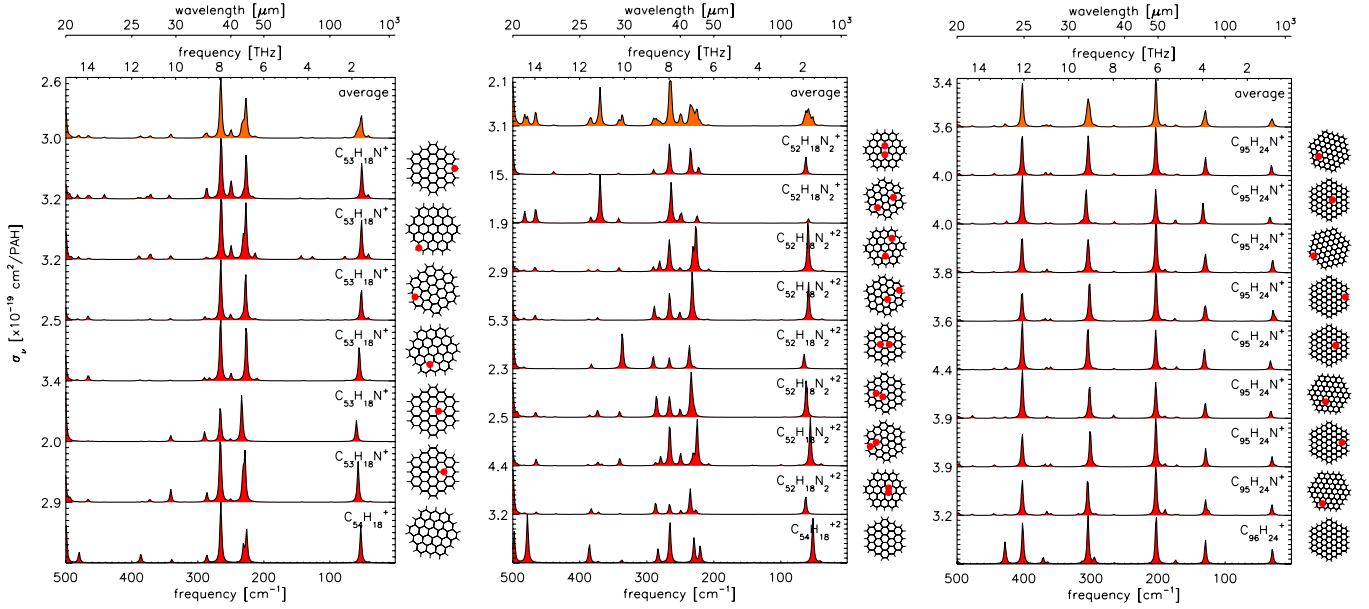 wavelength [μm]
20 25 30 40 50 100 10³
frequency [THz]
14 12 10 8 6 4 2
2.6
average
3.0
C₅₃H₁₈N⁺
3.2
C₅₃H₁₈N⁺
3.2
C₅₃H₁₈N⁺
2.5
C₅₃H₁₈N⁺
3.4
C₅₃H₁₈N⁺
2.0
C₅₃H₁₈N⁺
2.9
C₅₄H₁₈⁺
σᵥ [x10⁻¹⁹ cm²/PAH]
500 400 300 200 100 0
frequency [cm⁻¹]
wavelength [μm]
20 25 30 40 50 100 10³
frequency [THz]
14 12 10 8 6 4 2
2.1
average
3.1
C₅₂H₁₈N₂⁺
15.
C₅₂H₁₈N₂⁺
1.9
C₅₂H₁₈N₂⁺²
2.9
C₅₂H₁₈N₂⁺²
5.3
C₅₂H₁₈N₂⁺²
2.3
C₅₂H₁₈N₂⁺²
2.5
C₅₂H₁₈N₂⁺²
4.4
C₅₂H₁₈N₂⁺²
3.2
C₅₄H₁₈⁺²
500 400 300 200 100 0
frequency [cm⁻¹]
wavelength [μm]
20 25 30 40 50 100 10³
frequency [THz]
14 12 10 8 6 4 2
3.4
average
3.6
C₉₅H₂₄N⁺
4.0
C₉₅H₂₄N⁺
4.0
C₉₅H₂₄N⁺
3.8
C₉₅H₂₄N⁺
3.6
C₉₅H₂₄N⁺
4.4
C₉₅H₂₄N⁺
3.9
C₉₅H₂₄N⁺
3.9
C₉₅H₂₄N⁺
3.2
C₉₆H₂₄⁺
500 400 300 200 100 0
frequency [cm⁻¹]